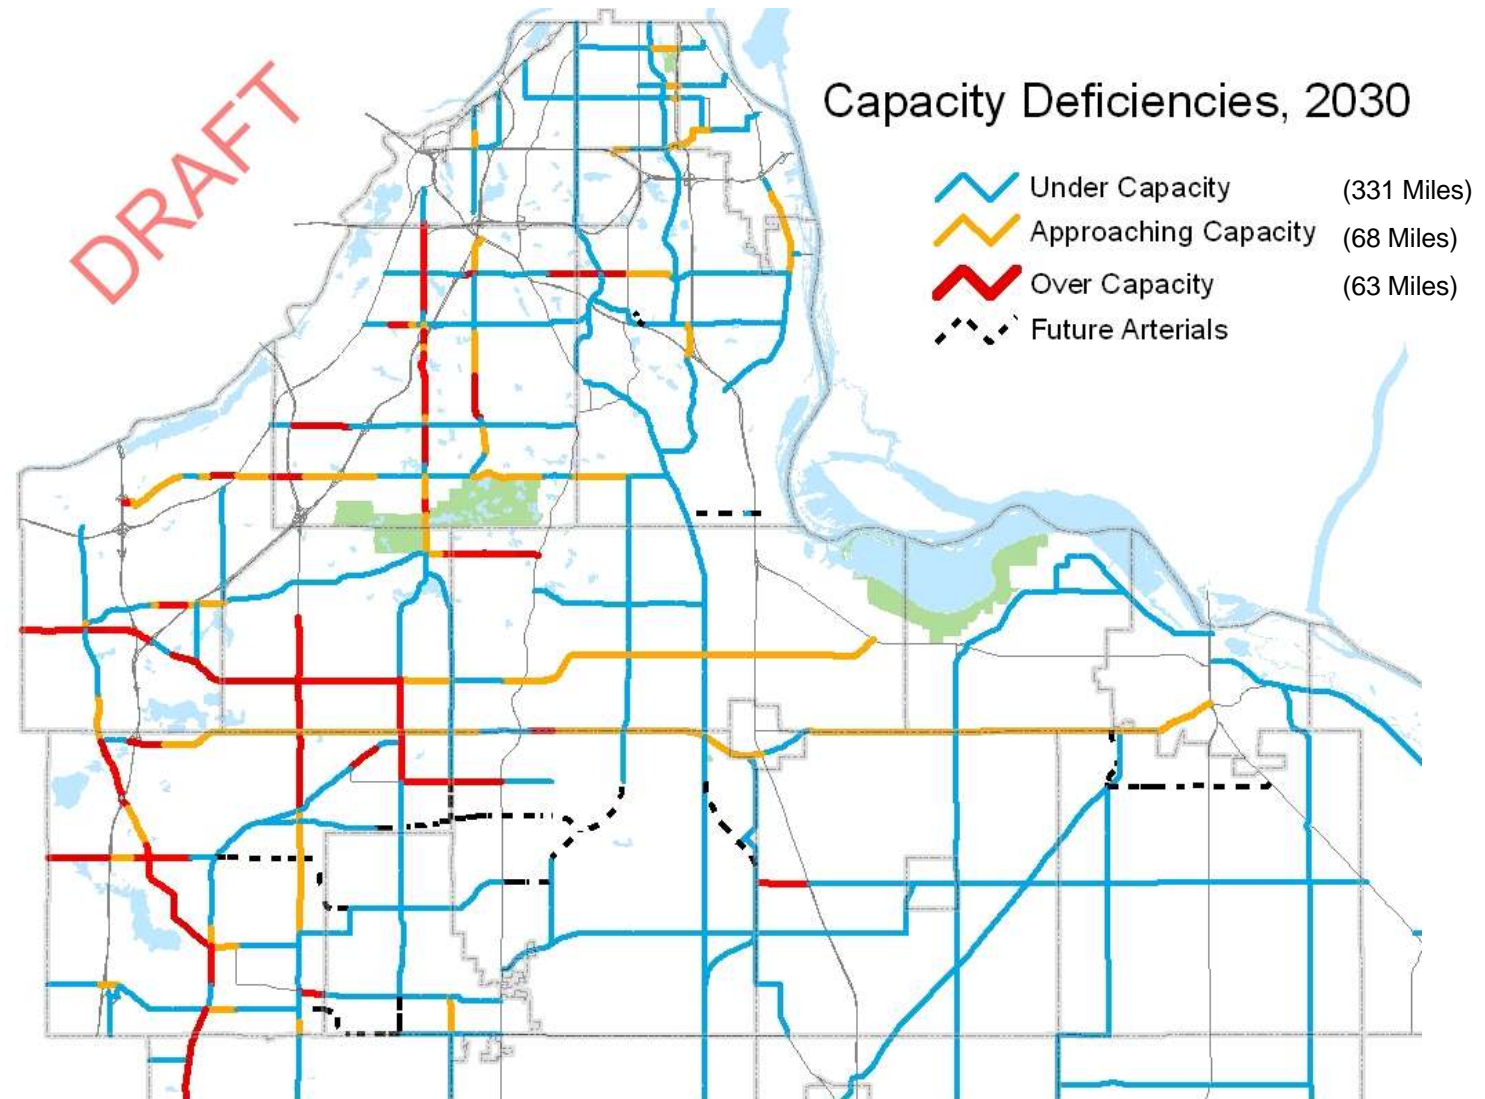 DRAFT
Capacity Deficiencies, 2030
Under Capacity (331 Miles)
Approaching Capacity (68 Miles)
Over Capacity (63 Miles)
Future Arterials